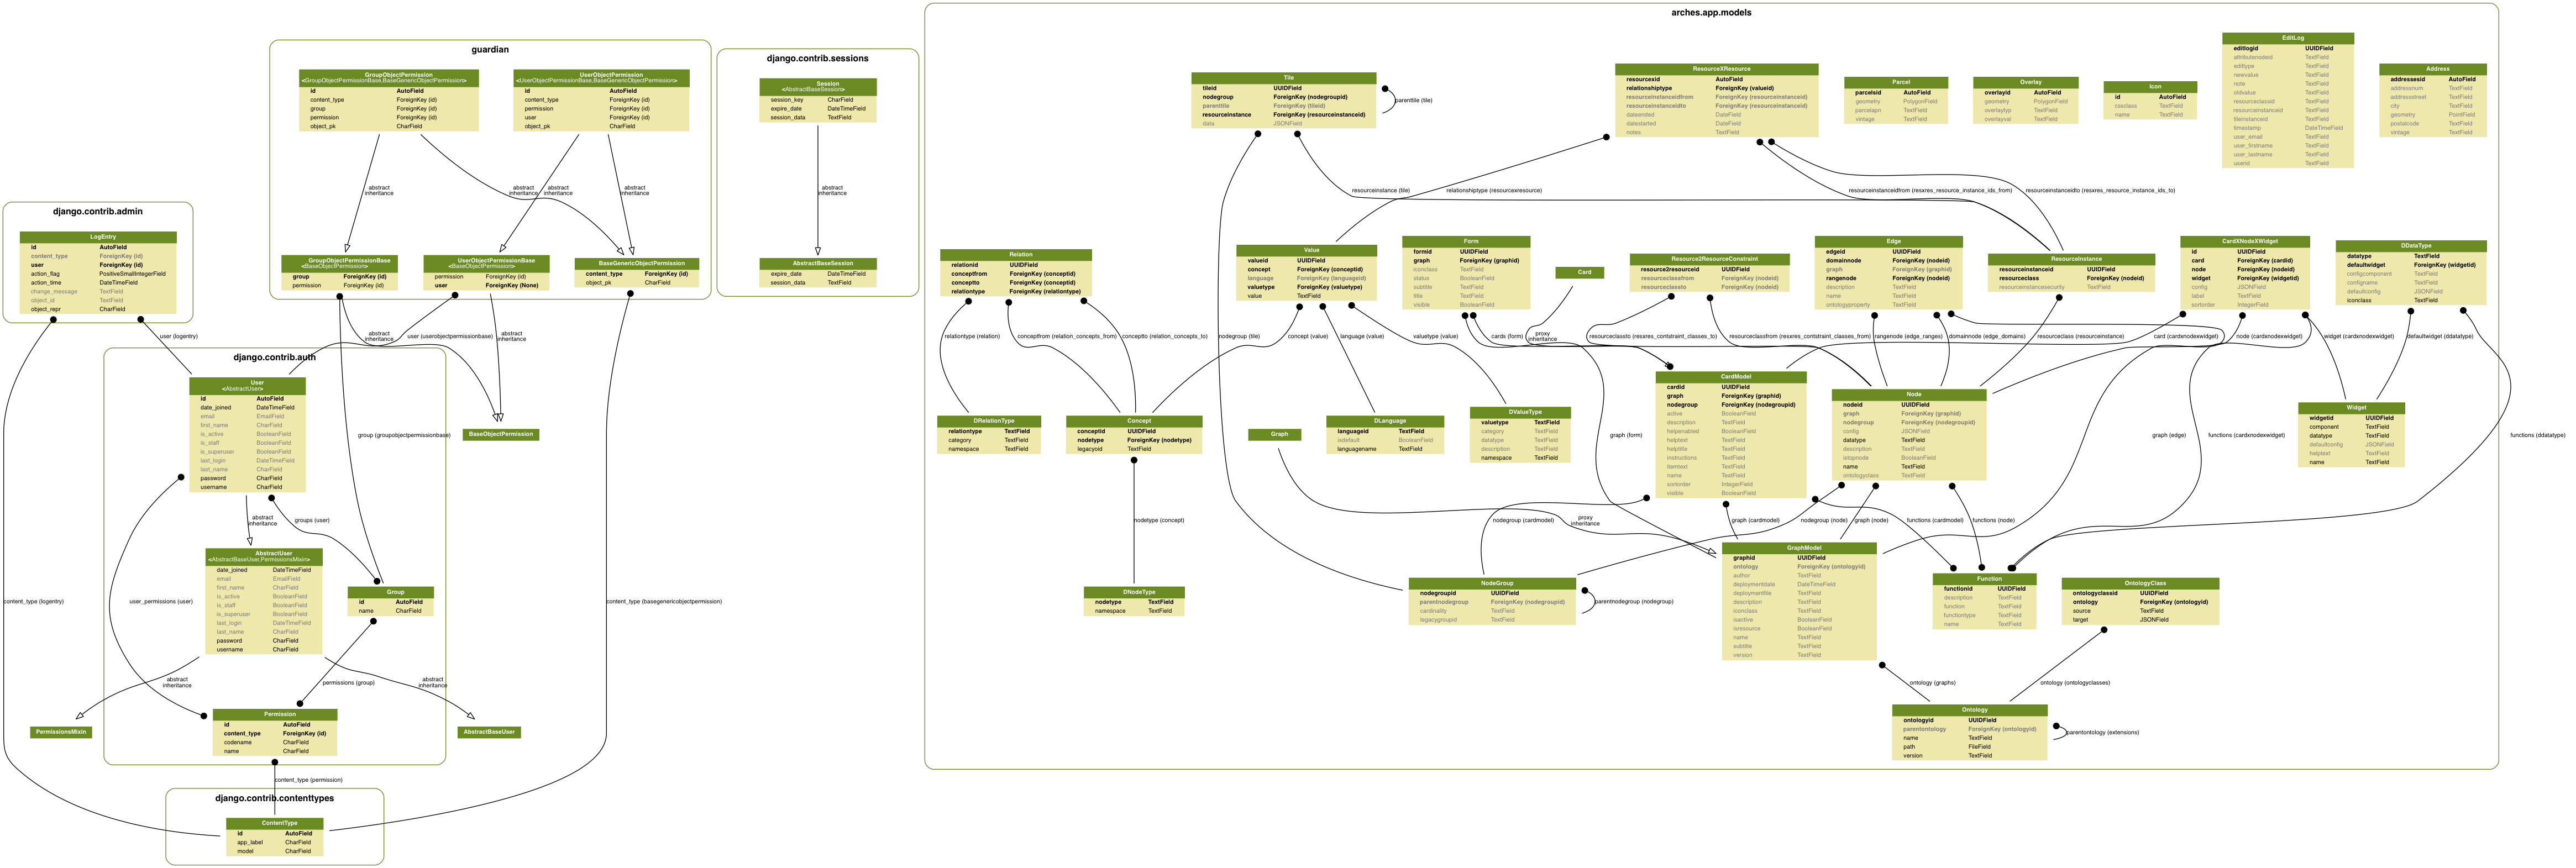 guardian
GroupObjectPermission
<GroupObjectPermissionBase,BaseGenericObjectPermission>
id AutoField
content_type ForeignKey (id)
group ForeignKey (id)
permission ForeignKey (id)
object_pk CharField
UserObjectPermission
<UserObjectPermissionBase,BaseGenericObjectPermission>
id AutoField
content_type ForeignKey (id)
permission ForeignKey (id)
user ForeignKey (id)
object_pk CharField
abstract
inheritance
abstract
inheritance
abstract
inheritance
abstract
inheritance
GroupObjectPermissionBase
<BaseObjectPermission>
group ForeignKey (id)
permission ForeignKey (id)
UserObjectPermissionBase
<BaseObjectPermission>
permission ForeignKey (id)
user ForeignKey (None)
BaseGenericObjectPermission
content_type ForeignKey (id)
object_pk CharField
django.contrib.sessions
Session
<AbstractBaseSession>
session_key CharField
expire_date DateTimeField
session_data TextField
abstract
inheritance
AbstractBaseSession
expire_date DateTimeField
session_data TextField
django.contrib.admin
LogEntry
id AutoField
content_type ForeignKey (id)
user ForeignKey (id)
action_flag PositiveSmallIntegerField
action_time DateTimeField
change_message TextField
object_id TextField
object_repr CharField
user (logentry)
abstract
inheritance
user (userobjectpermissionbase)
abstract
inheritance
django.contrib.auth
User
<AbstractUser>
id AutoField
date_joined DateTimeField
email EmailField
first_name CharField
is_active BooleanField
is_staff BooleanField
is_superuser BooleanField
last_login DateTimeField
last_name CharField
password CharField
username CharField
BaseObjectPermission
group (groupobjectpermissionbase)
abstract
inheritance
groups (user)
AbstractUser
<AbstractBaseUser,PermissionsMixin>
date_joined DateTimeField
email EmailField
first_name CharField
is_active BooleanField
is_staff BooleanField
is_superuser BooleanField
last_login DateTimeField
last_name CharField
password CharField
username CharField
Group
id AutoField
name CharField
content_type (logentry)
user_permissions (user)
content_type (basegenericobjectpermission)
abstract
inheritance
permissions (group)
abstract
inheritance
PermissionsMixin
Permission
id AutoField
content_type ForeignKey (id)
codename CharField
name CharField
AbstractBaseUser
content_type (permission)
django.contrib.contenttypes
ContentType
id AutoField
app_label CharField
model CharField
arches.app.models
Tile
tileid UUIDField
nodegroup ForeignKey (nodegroupid)
parenttile ForeignKey (tileid)
resourceinstance ForeignKey (resourceinstanceid)
data JSONField
parenttile (tile)
ResourceXResource
resourcexid AutoField
relationshiptype ForeignKey (valueid)
resourceinstanceidfrom ForeignKey (resourceinstanceid)
resourceinstanceidto ForeignKey (resourceinstanceid)
dateended DateField
datestarted DateField
notes TextField
Parcel
parcelsid AutoField
geometry PolygonField
parcelapn TextField
vintage TextField
Overlay
overlayid AutoField
geometry PolygonField
overlaytyp TextField
overlayval TextField
Icon
id AutoField
cssclass TextField
name TextField
EditLog
editlogid UUIDField
attributenodeid TextField
edittype TextField
newvalue TextField
note TextField
oldvalue TextField
resourceclassid TextField
resourceinstanceid TextField
tileinstanceid TextField
timestamp DateTimeField
user_email TextField
user_firstname TextField
user_lastname TextField
userid TextField
Address
addressesid AutoField
addressnum TextField
addressstreet TextField
city TextField
geometry PointField
postalcode TextField
vintage TextField
resourceinstance (tile)
relationshiptype (resourcexresource)
resourceinstanceidfrom (resxres_resource_instance_ids_from)
resourceinstanceidto (resxres_resource_instance_ids_to)
Relation
relationid UUIDField
conceptfrom ForeignKey (conceptid)
conceptto ForeignKey (conceptid)
relationtype ForeignKey (relationtype)
Value
valueid UUIDField
concept ForeignKey (conceptid)
language ForeignKey (languageid)
valuetype ForeignKey (valuetype)
value TextField
Form
formid UUIDField
graph ForeignKey (graphid)
iconclass TextField
status BooleanField
subtitle TextField
title TextField
visible BooleanField
Card
Resource2ResourceConstraint
resource2resourceid UUIDField
resourceclassfrom ForeignKey (nodeid)
resourceclassto ForeignKey (nodeid)
Edge
edgeid UUIDField
domainnode ForeignKey (nodeid)
graph ForeignKey (graphid)
rangenode ForeignKey (nodeid)
description TextField
name TextField
ontologyproperty TextField
ResourceInstance
resourceinstanceid UUIDField
resourceclass ForeignKey (nodeid)
resourceinstancesecurity TextField
CardXNodeXWidget
id UUIDField
card ForeignKey (cardid)
node ForeignKey (nodeid)
widget ForeignKey (widgetid)
config JSONField
label TextField
sortorder IntegerField
DDataType
datatype TextField
defaultwidget ForeignKey (widgetid)
configcomponent TextField
configname TextField
defaultconfig JSONField
iconclass TextField
relationtype (relation)
conceptfrom (relation_concepts_from)
conceptto (relation_concepts_to)
nodegroup (tile)
concept (value)
language (value)
valuetype (value)
cards (form)
proxy
inheritance
resourceclassto (resxres_contstraint_classes_to)
resourceclassfrom (resxres_contstraint_classes_from)
rangenode (edge_ranges)
domainnode (edge_domains)
resourceclass (resourceinstance)
card (cardxnodexwidget)
node (cardxnodexwidget)
widget (cardxnodexwidget)
defaultwidget (ddatatype)
DRelationType
relationtype TextField
category TextField
namespace TextField
Concept
conceptid UUIDField
nodetype ForeignKey (nodetype)
legacyoid TextField
Graph
DLanguage
languageid TextField
isdefault BooleanField
languagename TextField
DValueType
valuetype TextField
category TextField
datatype TextField
description TextField
namespace TextField
graph (form)
CardModel
cardid UUIDField
graph ForeignKey (graphid)
nodegroup ForeignKey (nodegroupid)
active BooleanField
description TextField
helpenabled BooleanField
helptext TextField
helptitle TextField
instructions TextField
itemtext TextField
name TextField
sortorder IntegerField
visible BooleanField
Node
nodeid UUIDField
graph ForeignKey (graphid)
nodegroup ForeignKey (nodegroupid)
config JSONField
datatype TextField
description TextField
istopnode BooleanField
name TextField
ontologyclass TextField
graph (edge)
functions (cardxnodexwidget)
Widget
widgetid UUIDField
component TextField
datatype TextField
defaultconfig JSONField
helptext TextField
name TextField
functions (ddatatype)
nodetype (concept)
nodegroup (cardmodel)
proxy
inheritance
graph (cardmodel)
nodegroup (node)
graph (node)
functions (cardmodel)
functions (node)
DNodeType
nodetype TextField
namespace TextField
NodeGroup
nodegroupid UUIDField
parentnodegroup ForeignKey (nodegroupid)
cardinality TextField
legacygroupid TextField
parentnodegroup (nodegroup)
GraphModel
graphid UUIDField
ontology ForeignKey (ontologyid)
author TextField
deploymentdate DateTimeField
deploymentfile TextField
description TextField
iconclass TextField
isactive BooleanField
isresource BooleanField
name TextField
subtitle TextField
version TextField
Function
functionid UUIDField
description TextField
function TextField
functiontype TextField
name TextField
OntologyClass
ontologyclassid UUIDField
ontology ForeignKey (ontologyid)
source TextField
target JSONField
ontology (graphs)
ontology (ontologyclasses)
Ontology
ontologyid UUIDField
parentontology ForeignKey (ontologyid)
name TextField
path FileField
version TextField
parentontology (extensions)